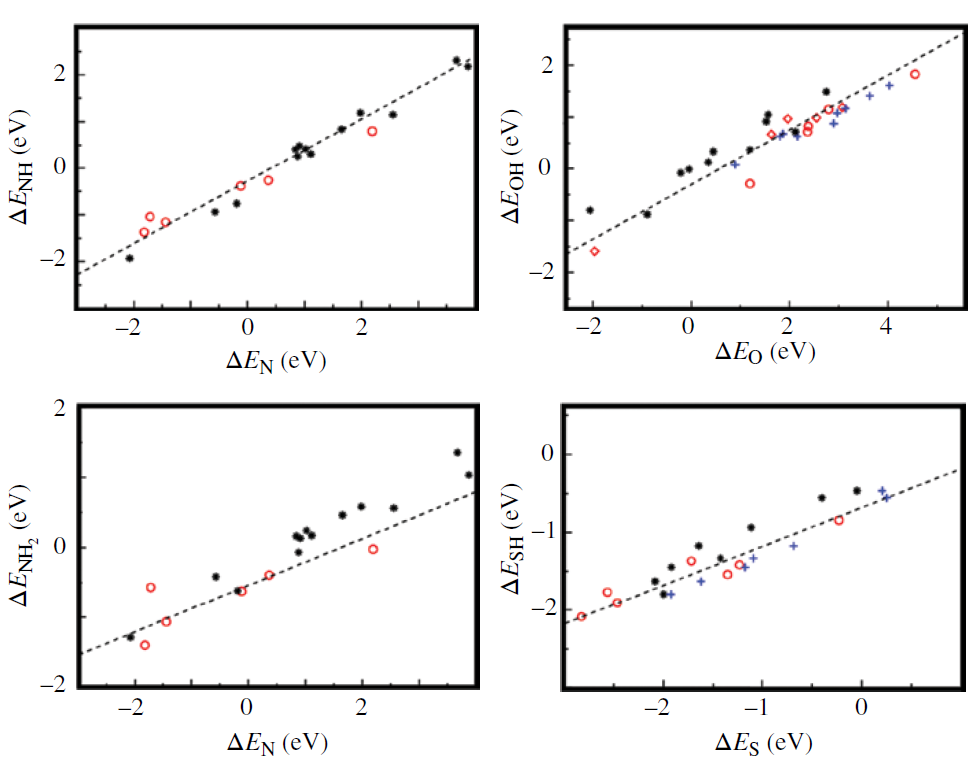 2
0
−2
ΔE_NH (eV)
−2 0 2
ΔE_N (eV)
2
0
−2
ΔE_OH (eV)
−2 0 2 4
ΔE_O (eV)
2
0
−2
ΔE_NH₂ (eV)
−2 0 2
ΔE_N (eV)
0
−1
−2
ΔE_SH (eV)
−2 −1 0
ΔE_S (eV)